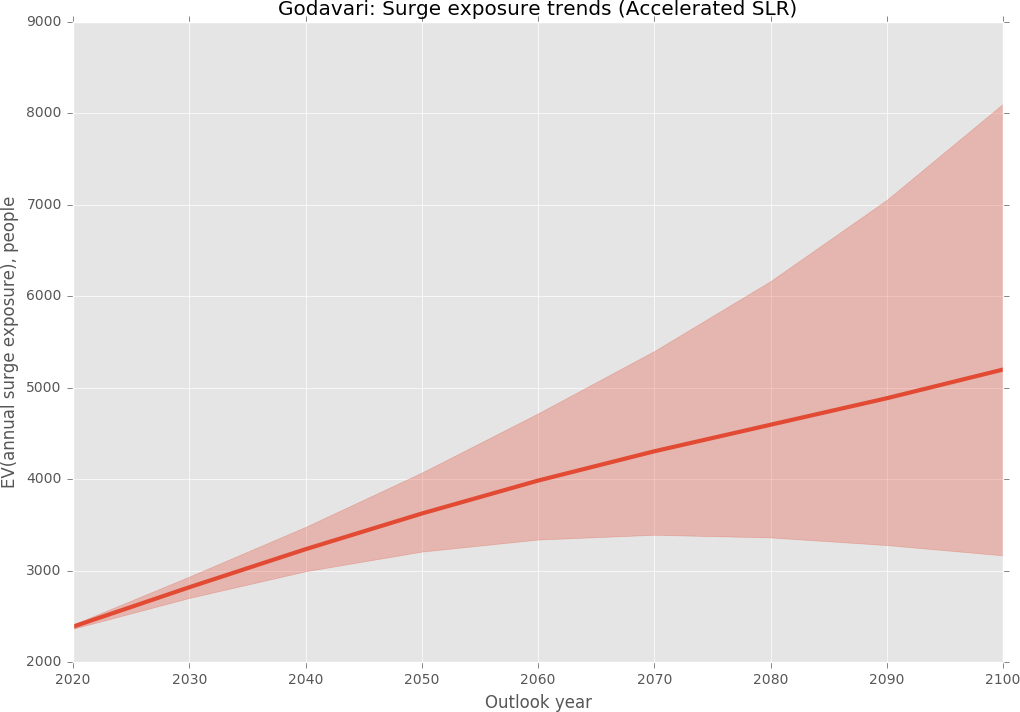 Godavari: Surge exposure trends (Accelerated SLR)
9000
8000
7000
6000
5000
4000
3000
2000
EV(annual surge exposure), people
2020 2030 2040 2050 2060 2070 2080 2090 2100
Outlook year